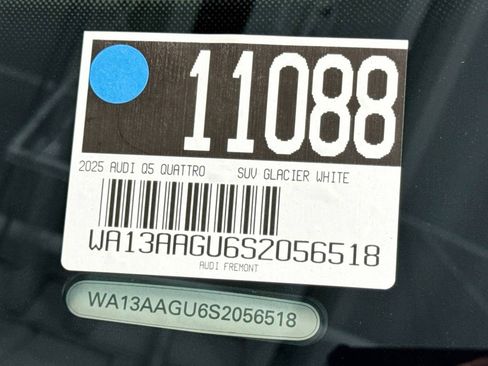 11088
2025 AUDI Q5 QUATTRO SUV GLACIER WHITE
WA13AAGU6S2056518
AUDI FREMONT
WA13AAGU6S2056518